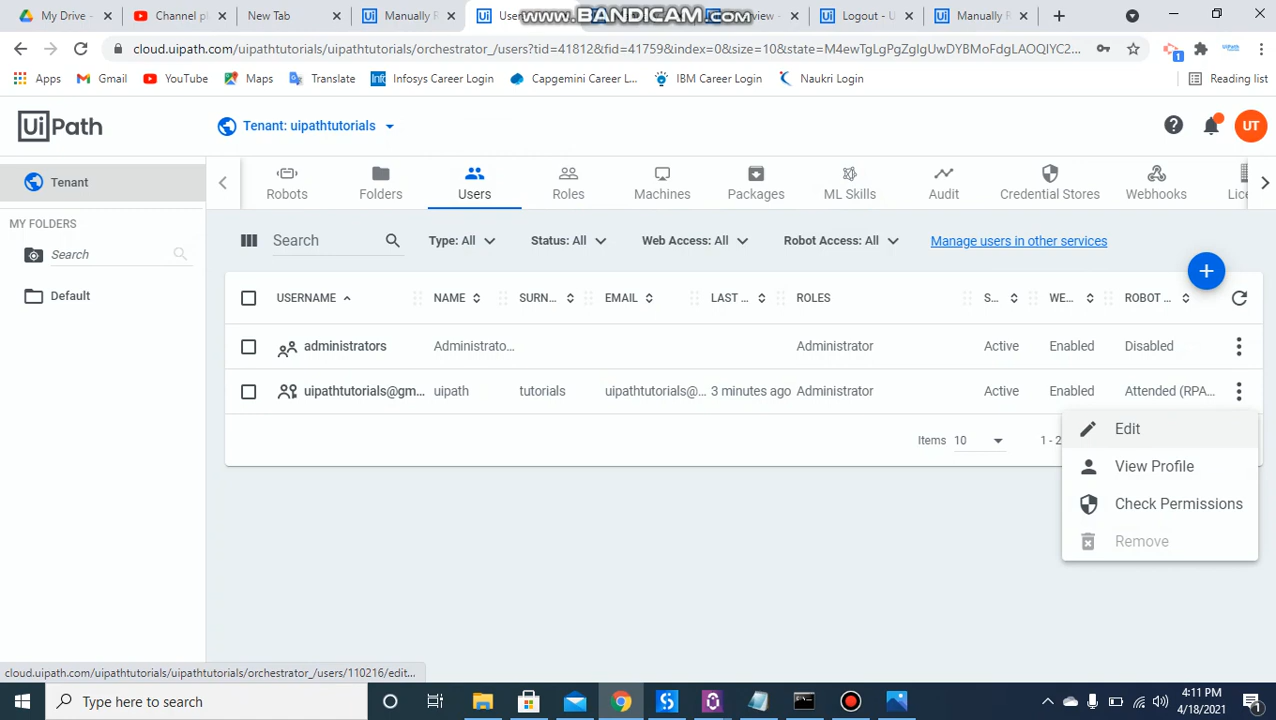 My Drive -
Channel p
New Tab
Manually R
User
www.BANDICAM.com
view -
Logout - U
Manually R
cloud.uipath.com/uipathtutorials/uipathtutorials/orchestrator_/users?tid=41812&fid=41759&index=0&size=10&state=M4ewTgLgPgZglgUwDYBMoFdgLAOQIYC2...
Apps
Gmail
YouTube
Maps
Translate
Infosys Career Login
Capgemini Career L...
IBM Career Login
Naukri Login
Reading list
UiPath
Tenant: uipathtutorials
UT
Tenant
MY FOLDERS
Search
Default
Robots
Folders
Users
Roles
Machines
Packages
ML Skills
Audit
Credential Stores
Webhooks
Lic
Search
Type: All
Status: All
Web Access: All
Robot Access: All
Manage users in other services
USERNAME
NAME
SURN...
EMAIL
LAST ...
ROLES
S...
WE...
ROBOT ...
administrators
Administrato...
Administrator
Active
Enabled
Disabled
uipathtutorials@gm...
uipath
tutorials
uipathtutorials@...
3 minutes ago
Administrator
Active
Enabled
Attended (RPA...
Items
10
1 - 2
Edit
View Profile
Check Permissions
Remove
cloud.uipath.com/uipathtutorials/uipathtutorials/orchestrator_/users/110216/edit...
Type here to search
4:11 PM
4/18/2021